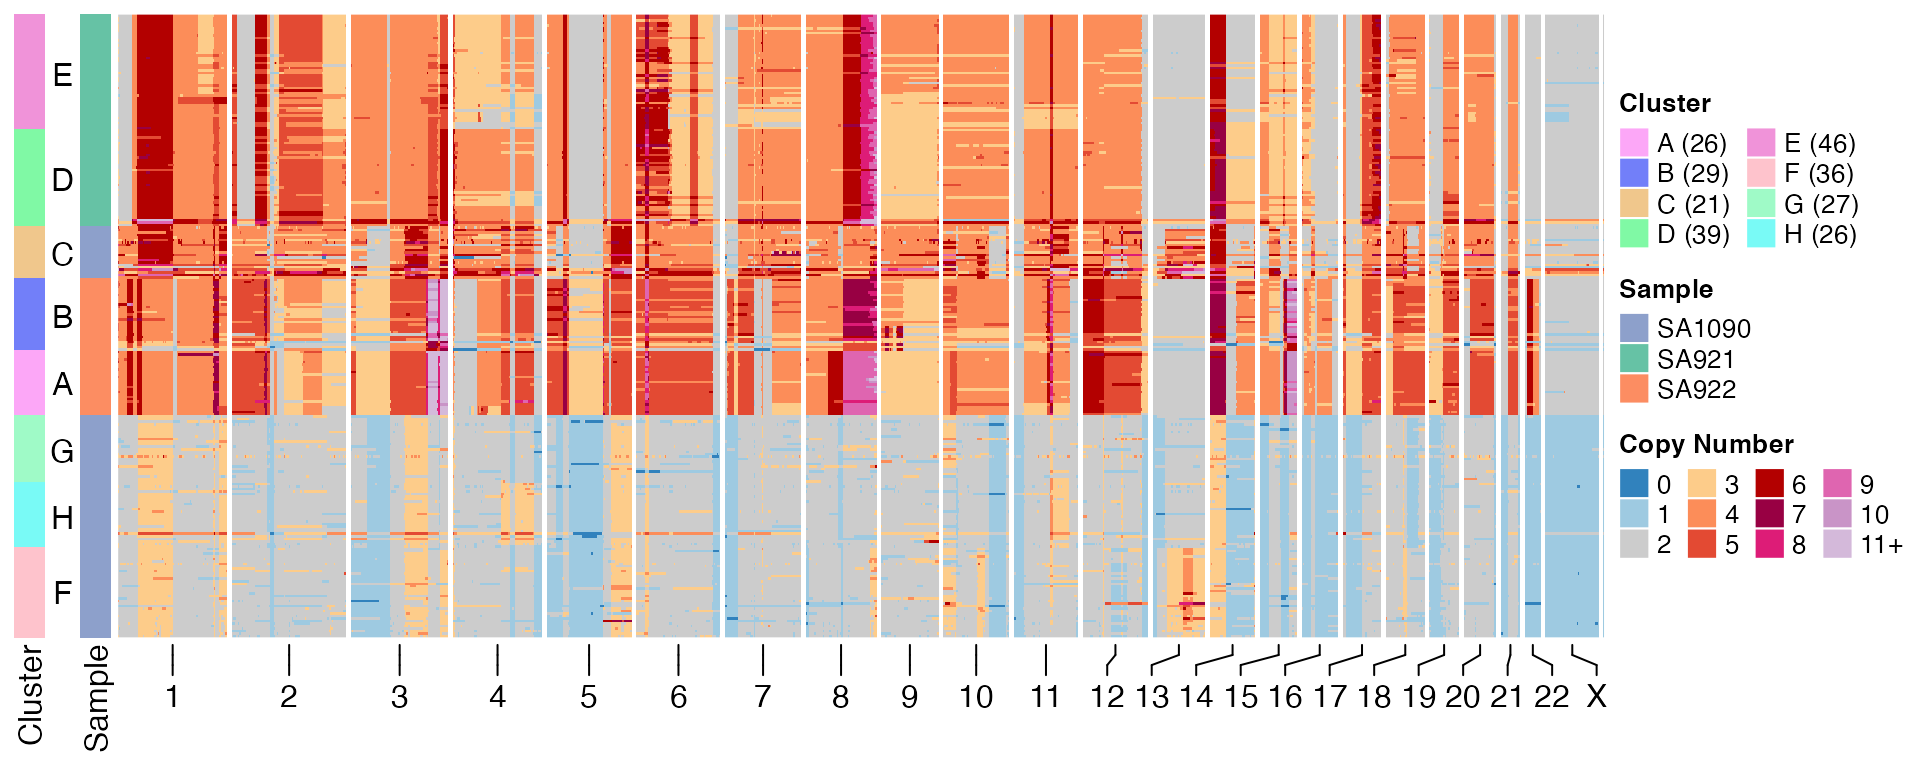 E
D
C
B
A
G
H
F
Cluster
Sample
1 2 3 4 5 6 7 8 9 10 11 12 13 14 15 16 17 18 19 20 21 22 X
Cluster
A (26) E (46)
B (29) F (36)
C (21) G (27)
D (39) H (26)
Sample
SA1090
SA921
SA922
Copy Number
0 3 6 9
1 4 7 10
2 5 8 11+